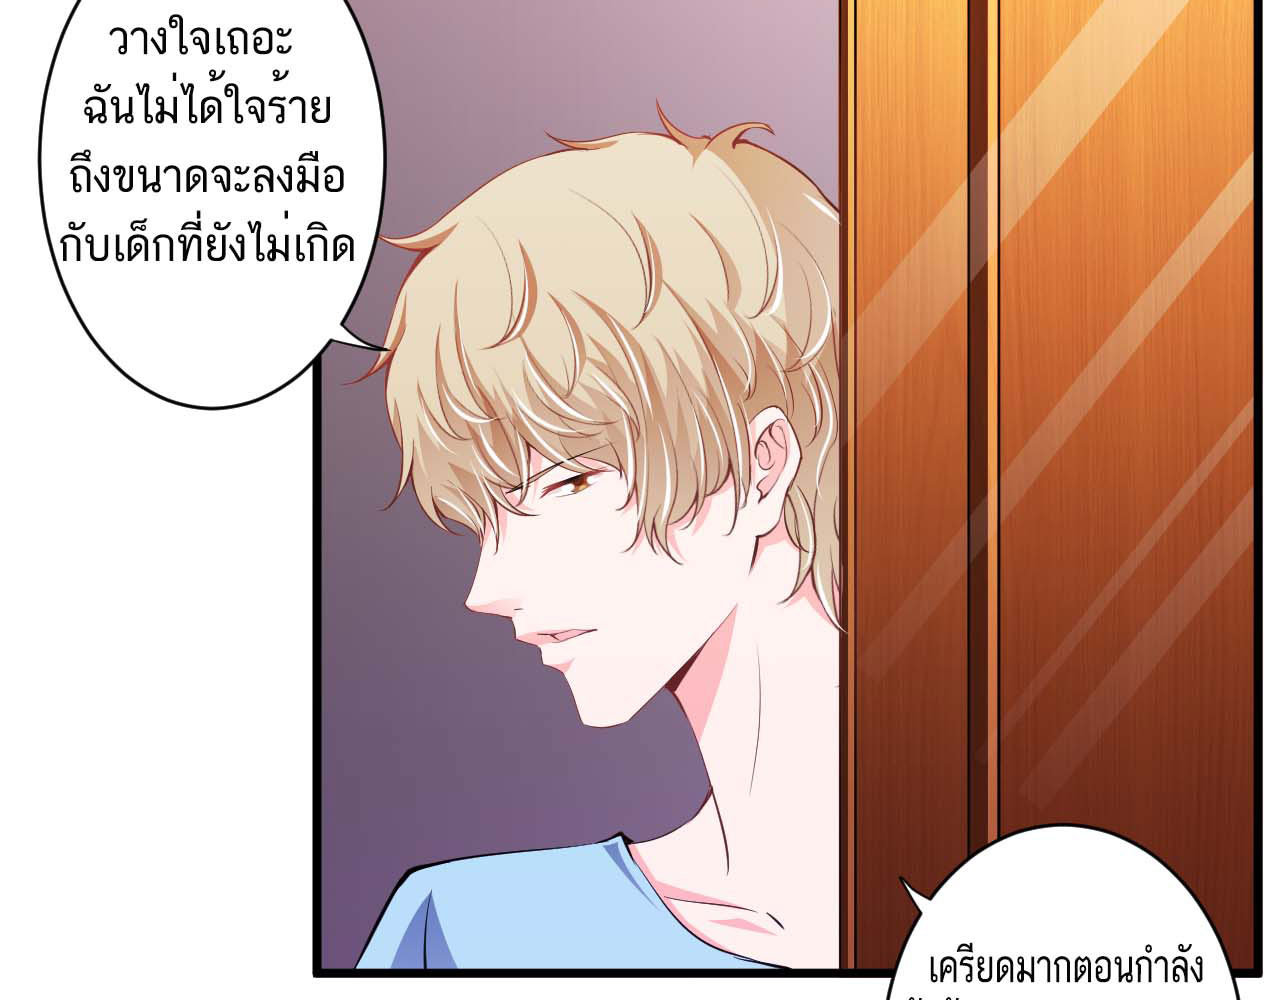 วางใจเถอะ
ฉันไม่ได้ใจร้าย
ถึงขนาดจะลงมือ
กับเด็กที่ยังไม่เกิด
เครียดมากตอนกำลัง